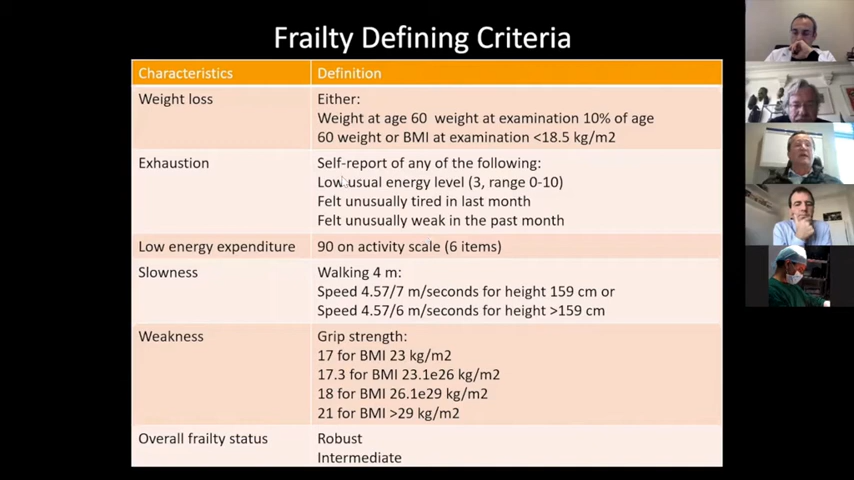 Frailty Defining Criteria
Characteristics Definition
Weight loss Either:
Weight at age 60 weight at examination 10% of age
60 weight or BMI at examination <18.5 kg/m2
Exhaustion Self-report of any of the following:
Low usual energy level (3, range 0-10)
Felt unusually tired in last month
Felt unusually weak in the past month
Low energy expenditure 90 on activity scale (6 items)
Slowness Walking 4 m:
Speed 4.57/7 m/seconds for height 159 cm or
Speed 4.57/6 m/seconds for height >159 cm
Weakness Grip strength:
17 for BMI 23 kg/m2
17.3 for BMI 23.1e26 kg/m2
18 for BMI 26.1e29 kg/m2
21 for BMI >29 kg/m2
Overall frailty status Robust
Intermediate